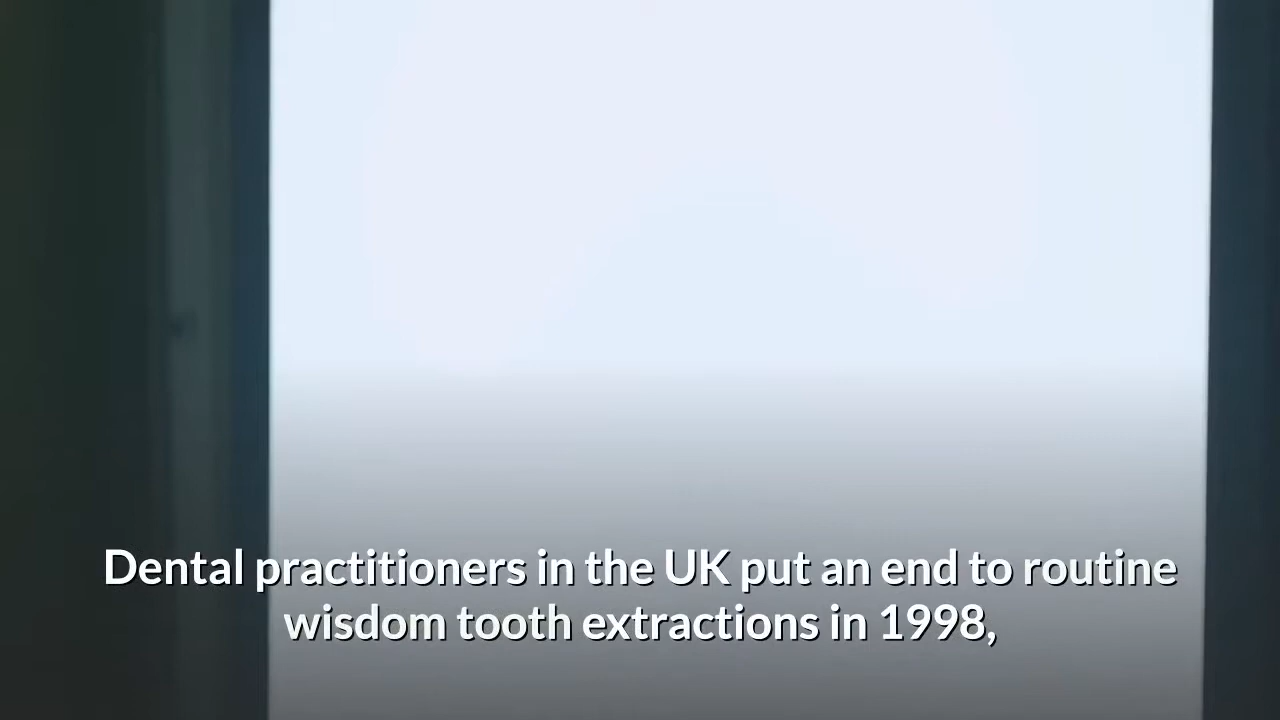 Dental practitioners in the UK put an end to routine
wisdom tooth extractions in 1998,